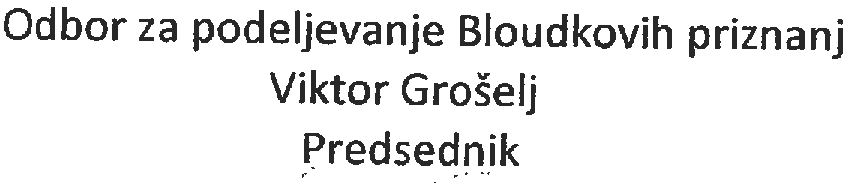 Odbor za podeljevanje Bloudkovih priznanj
Viktor Grošelj
Predsednik